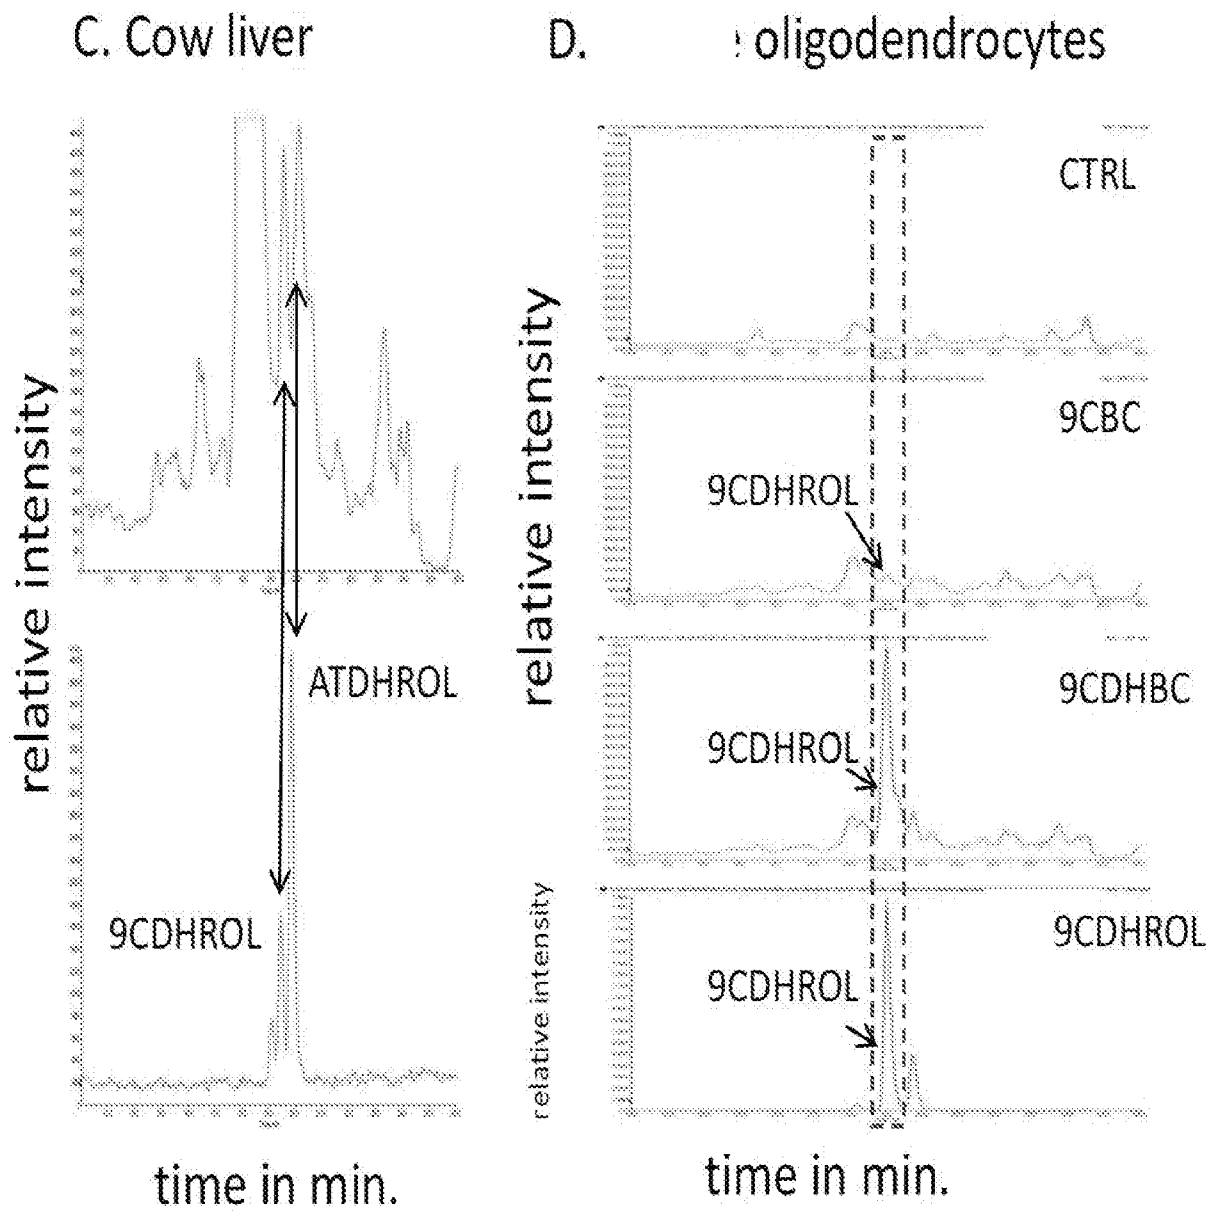 C. Cow liver
relative intensity
ATDHROL
9CDHROL
time in min.
D. oligodendrocytes
relative intensity
CTRL
9CBC
9CDHROL
9CDHBC
9CDHROL
relative intensity
9CDHROL
9CDHROL
time in min.